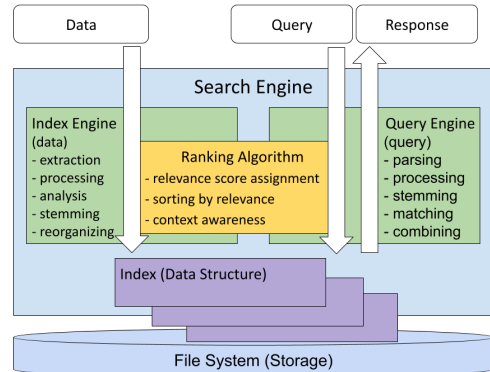 Data
Query
Response
Search Engine
Index Engine
(data)
- extraction
- processing
- analysis
- stemming
- reorganizing
Ranking Algorithm
- relevance score assignment
- sorting by relevance
- context awareness
Query Engine
(query)
- parsing
- processing
- stemming
- matching
- combining
Index (Data Structure)
File System (Storage)